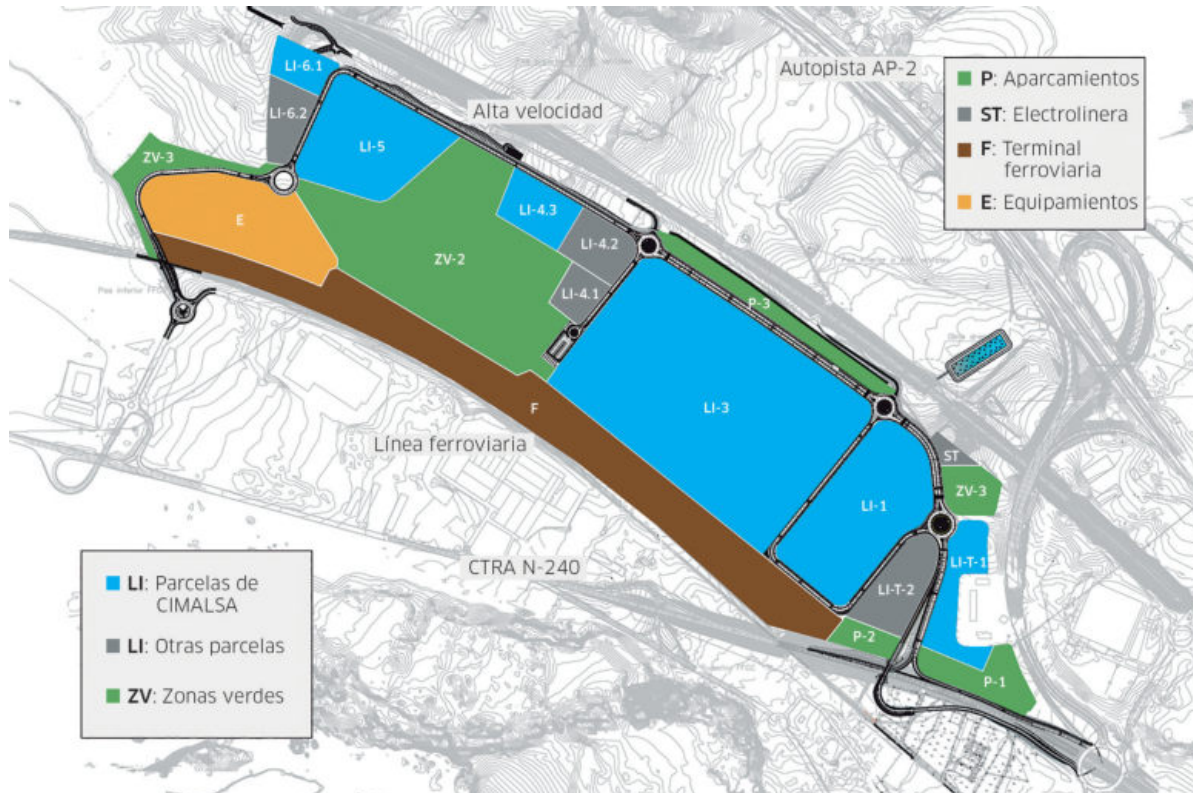 Autopista AP-2
P: Aparcamientos
ST: Electrolinera
F: Terminal
ferroviaria
E: Equipamientos
LI-6.1
Alta velocidad
LI-6.2
LI-5
ZV-3
LI-4.3
E
LI-4.2
ZV-2
LI-4.1
P-3
LI-3
F
Línea ferroviaria
ST
ZV-3
LI-1
LI-T-1
CTRA N-240
LI-T-2
P-2
P-1
LI: Parcelas de
CIMALSA
LI: Otras parcelas
ZV: Zonas verdes